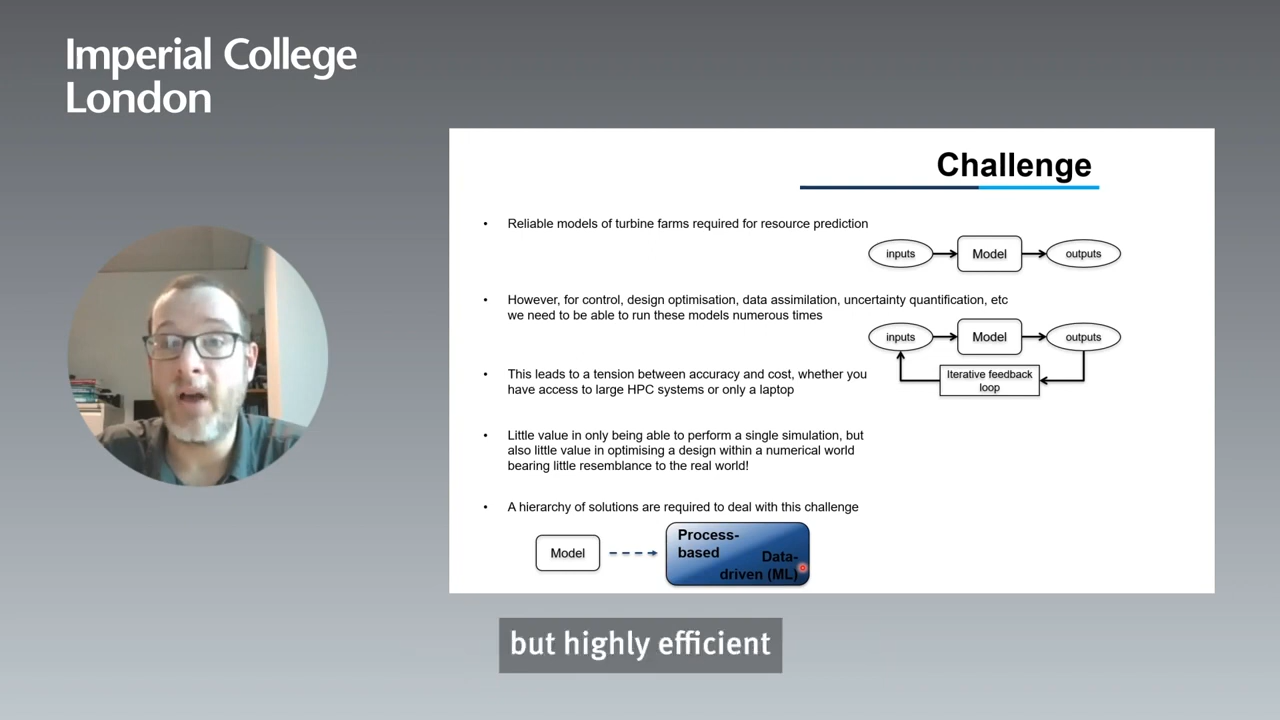 Imperial College
London
Challenge
• Reliable models of turbine farms required for resource prediction
inputs
Model
outputs
• However, for control, design optimisation, data assimilation, uncertainty quantification, etc
we need to be able to run these models numerous times
inputs
Model
outputs
Iterative feedback
loop
• This leads to a tension between accuracy and cost, whether you
have access to large HPC systems or only a laptop
• Little value in only being able to perform a single simulation, but
also little value in optimising a design within a numerical world
bearing little resemblance to the real world!
• A hierarchy of solutions are required to deal with this challenge
Model
Process-
based
Data-
driven (ML)
but highly efficient